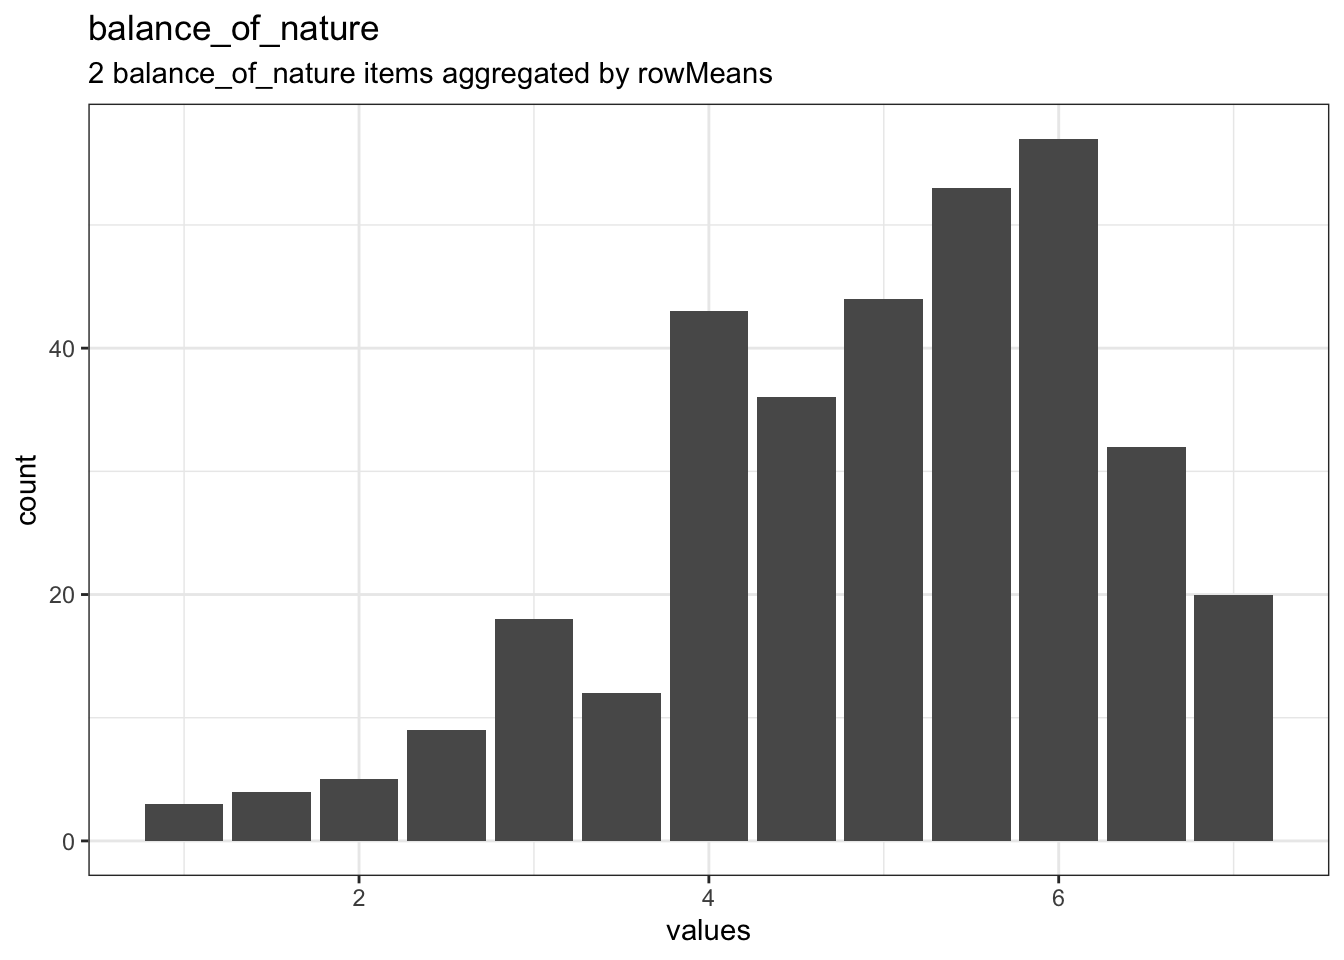 balance_of_nature
2 balance_of_nature items aggregated by rowMeans
count
40
20
0
2 4 6
values